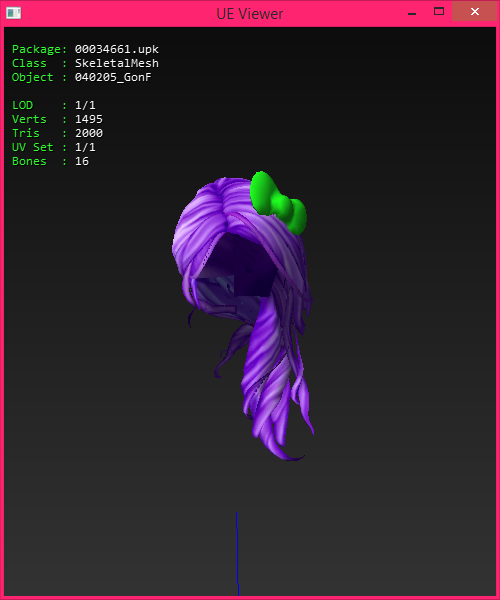 UE Viewer
Package: 00034661.upk
Class  : SkeletalMesh
Object : 040205_GonF
LOD    : 1/1
Verts  : 1495
Tris   : 2000
UV Set : 1/1
Bones  : 16